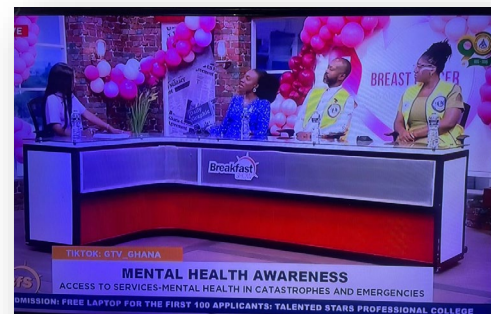 BREAST
Breakfast
TIKTOK: GTV_GHANA
MENTAL HEALTH AWARENESS
ACCESS TO SERVICES-MENTAL HEALTH IN CATASTROPHES AND EMERGENCIES
DMISSION: FREE LAPTOP FOR THE FIRST 100 APPLICANTS: TALENTED STARS PROFESSIONAL COLLEGE